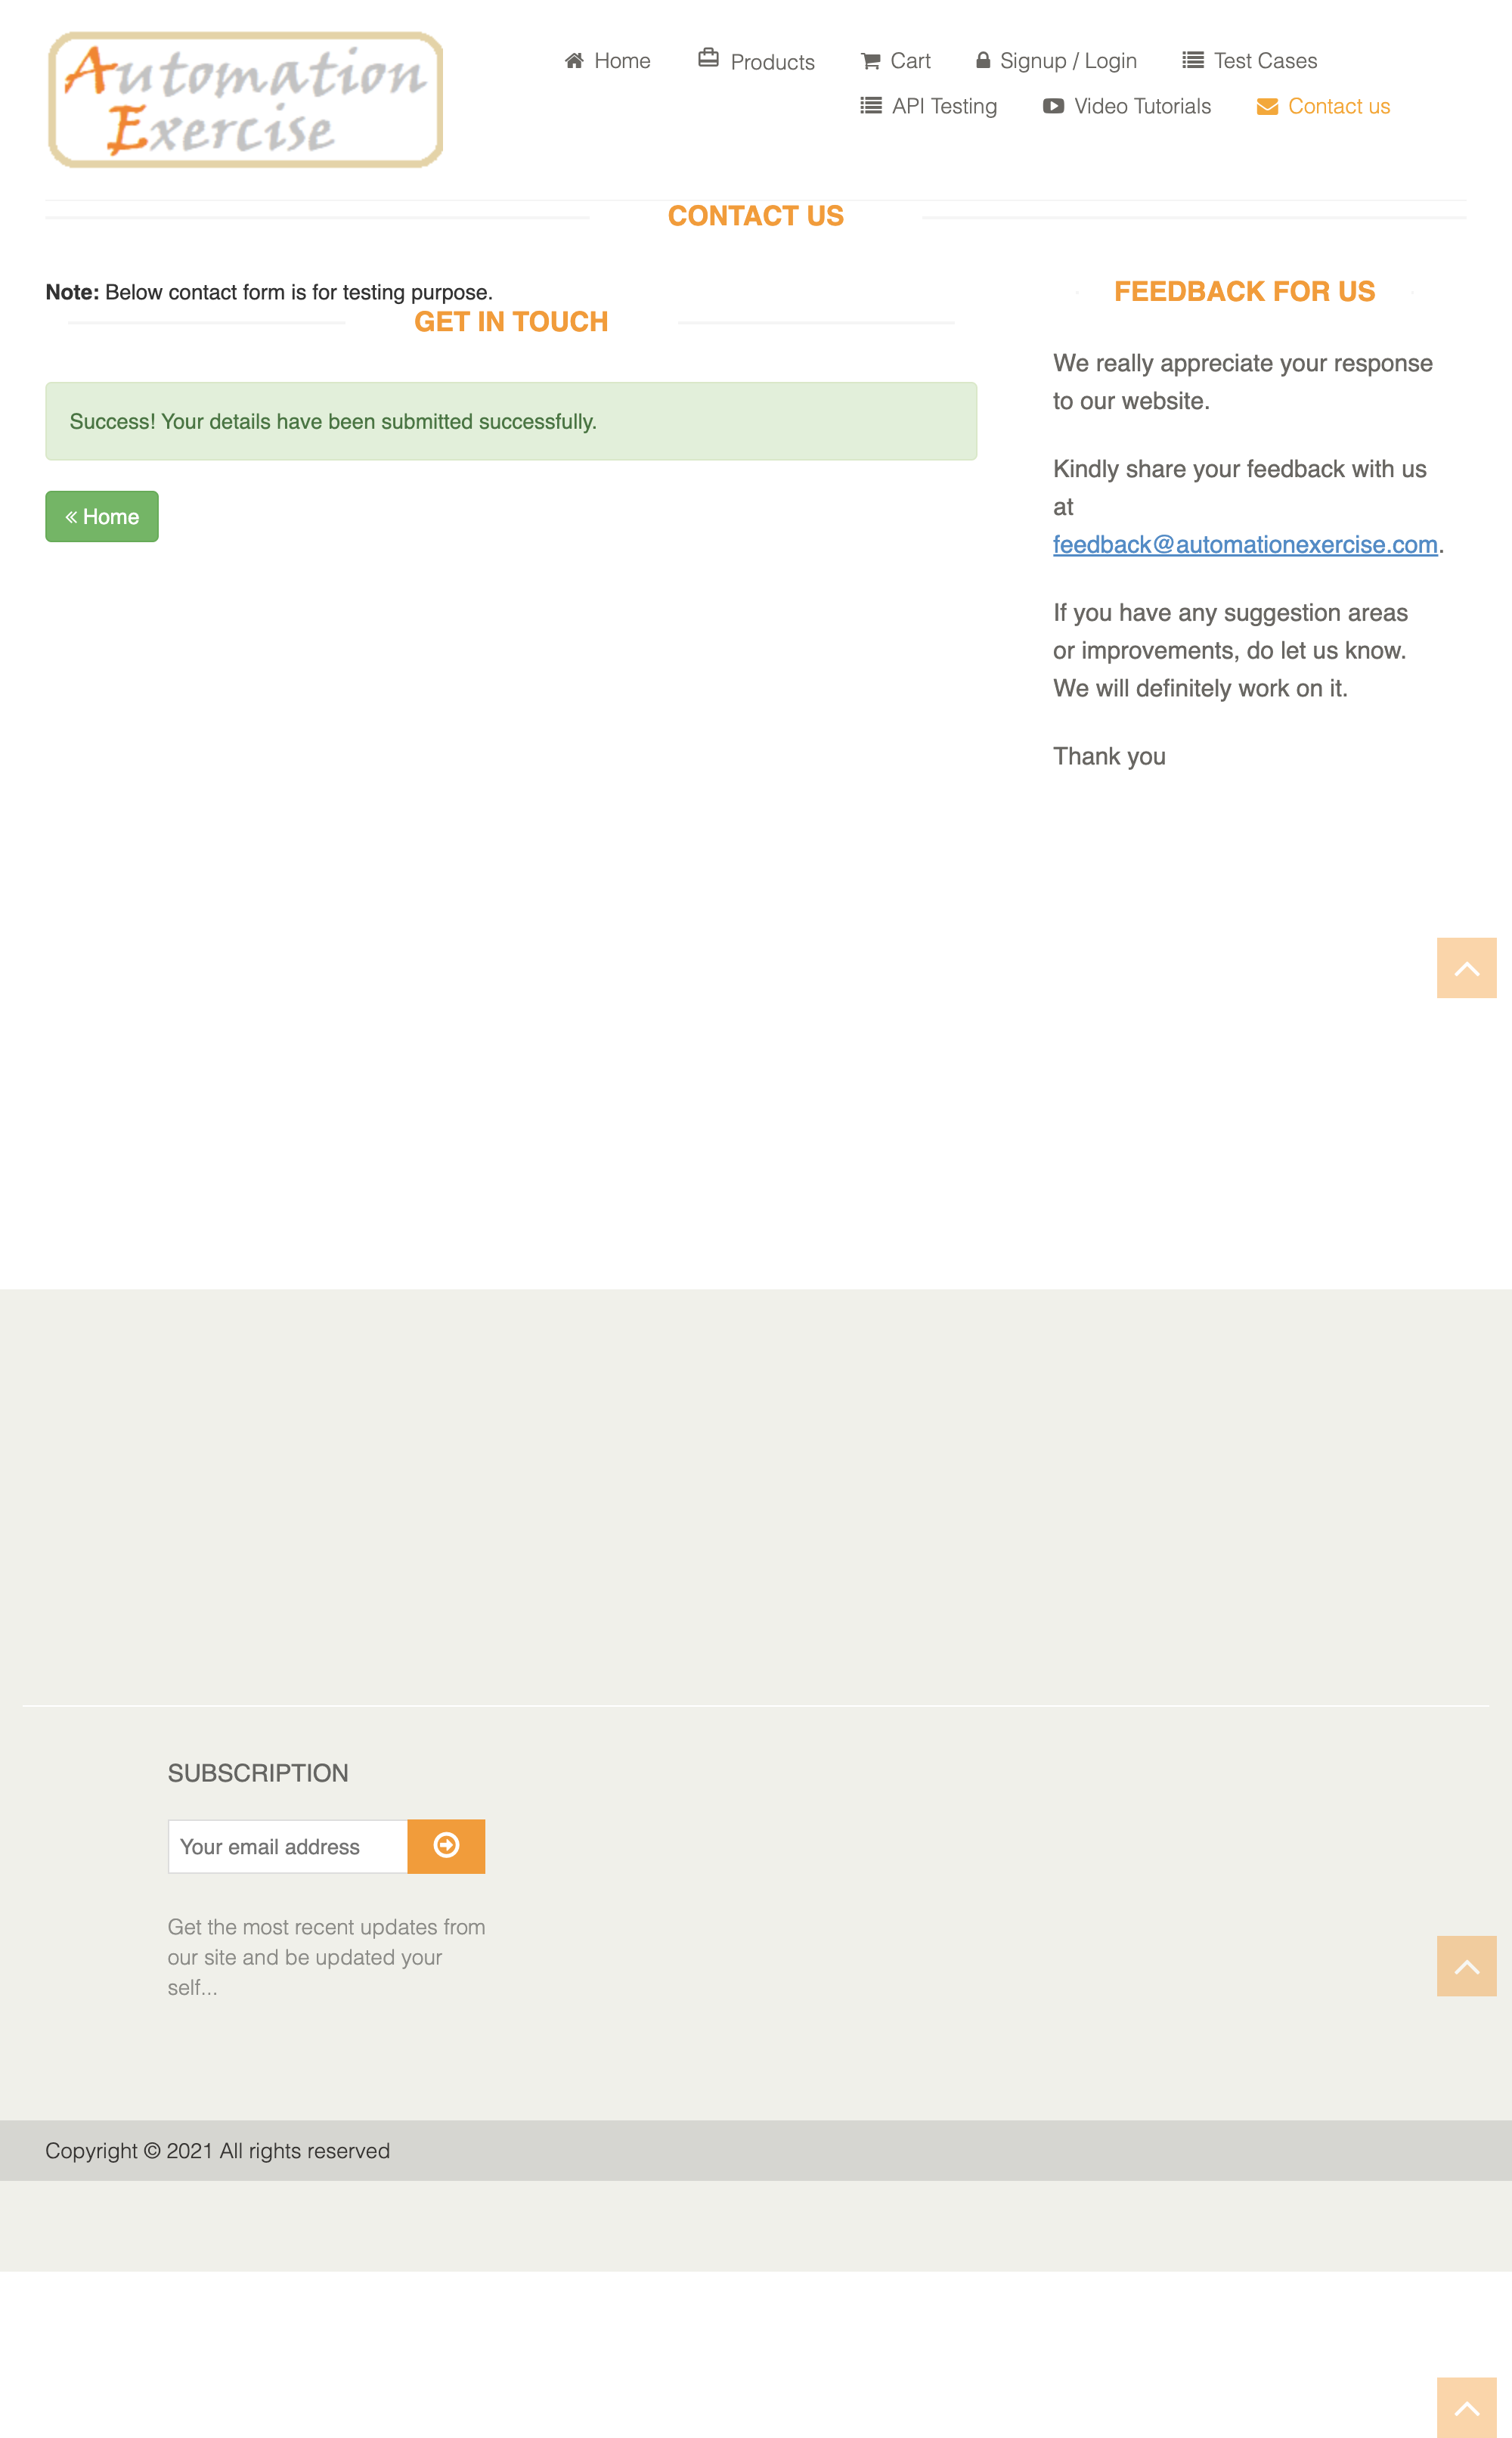 Automation
Exercise
Home
Products
Cart
Signup / Login
Test Cases
API Testing
Video Tutorials
Contact us
CONTACT US
Note: Below contact form is for testing purpose.
GET IN TOUCH
Success! Your details have been submitted successfully.
« Home
FEEDBACK FOR US
We really appreciate your response
to our website.
Kindly share your feedback with us
at
feedback@automationexercise.com.
If you have any suggestion areas
or improvements, do let us know.
We will definitely work on it.
Thank you
SUBSCRIPTION
Your email address
Get the most recent updates from
our site and be updated your
self...
Copyright © 2021 All rights reserved